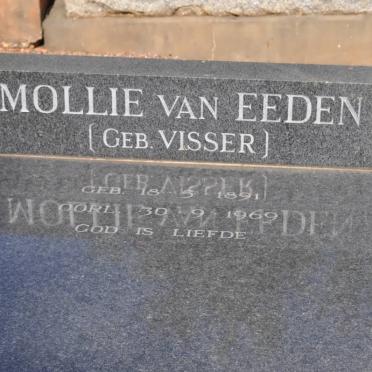 MOLLIE VAN EEDEN
(GEB. VISSER)
GEB. 18 5 1891
OORL. 30 9 1969
GOD IS LIEFDE